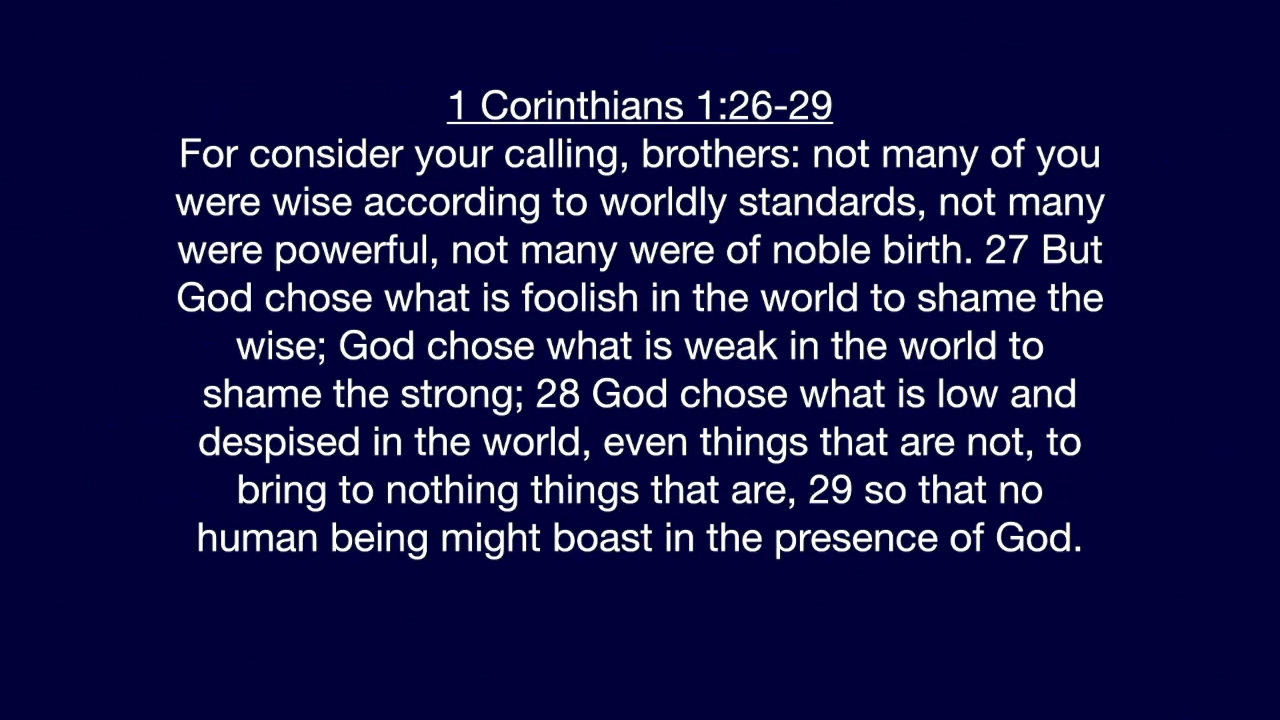 1 Corinthians 1:26-29
For consider your calling, brothers: not many of you
were wise according to worldly standards, not many
were powerful, not many were of noble birth. 27 But
God chose what is foolish in the world to shame the
wise; God chose what is weak in the world to
shame the strong; 28 God chose what is low and
despised in the world, even things that are not, to
bring to nothing things that are, 29 so that no
human being might boast in the presence of God.